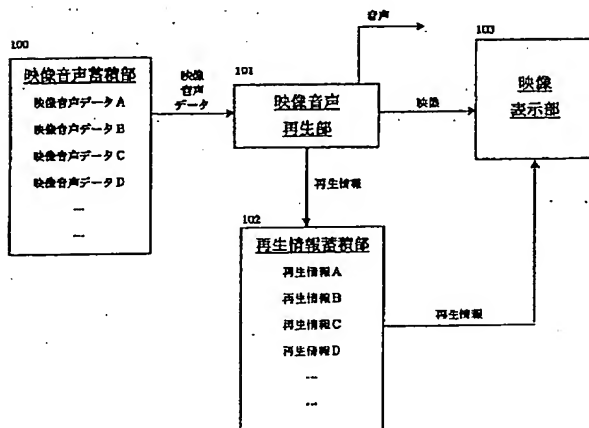 100
映像音声蓄積部
映像音声データA
映像音声データB
映像音声データC
映像音声データD
...
...
映像
音声
データ
101
映像音声
再生部
音声
映像
103
映像
表示部
再生情報
102
再生情報蓄積部
再生情報A
再生情報B
再生情報C
再生情報D
...
...
再生情報